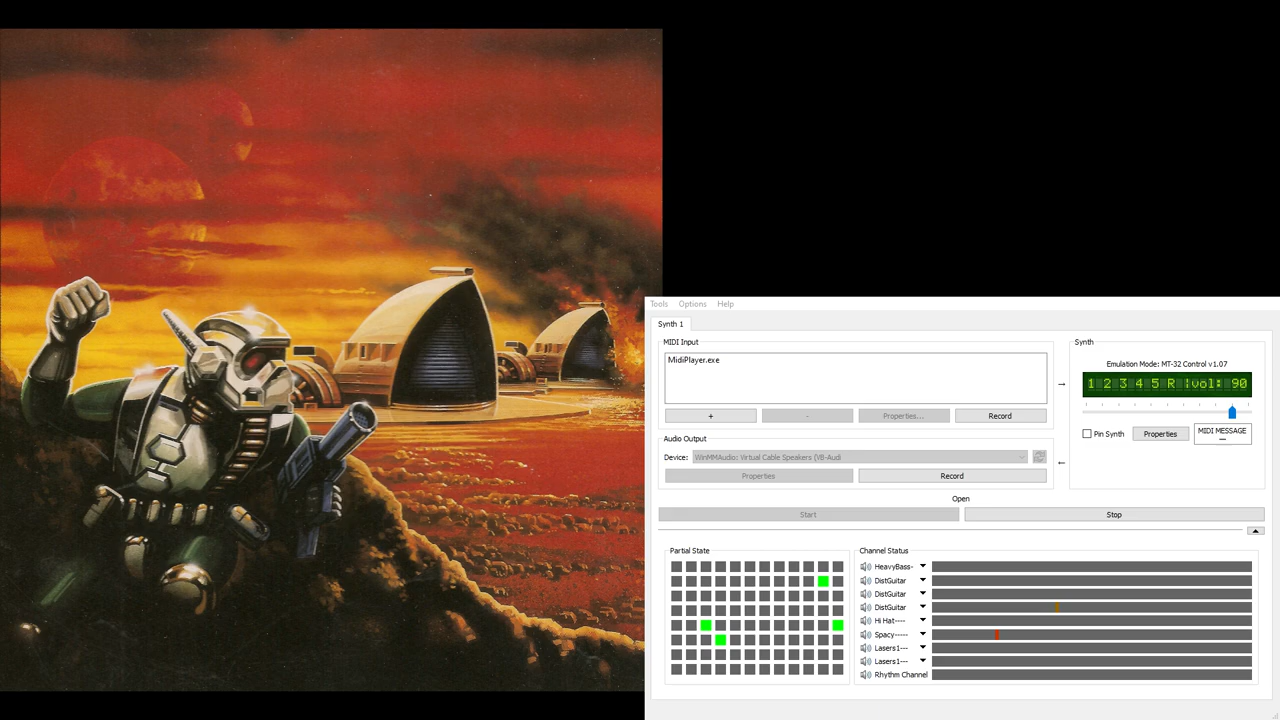 Tools Options Help
Synth 1
MIDI Input
MidiPlayer.exe
+ - Properties... Record
Audio Output
Device: WinMMAudio: Virtual Cable Speakers (VB-Audi
Properties Record
Synth
Emulation Mode: MT-32 Control v1.07
1 2 3 4 5 R |vol: 90
Pin Synth Properties MIDI MESSAGE
Open
Start Stop
Partial State
Channel Status
HeavyBass-
DistGuitar
DistGuitar
DistGuitar
Hi Hat----
Spacy-----
Lasers1---
Lasers1---
Rhythm Channel